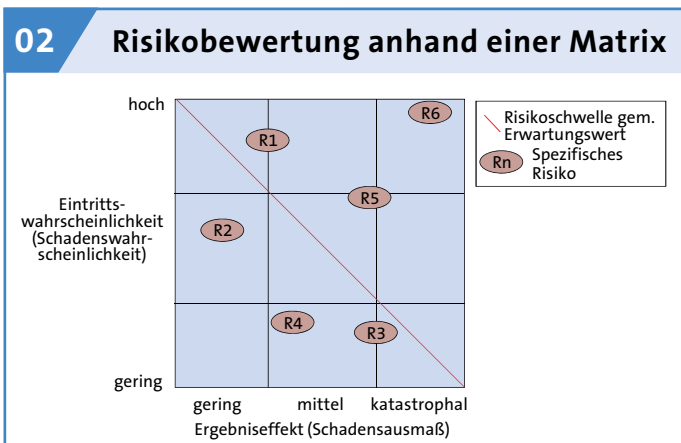 02 Risikobewertung anhand einer Matrix
hoch
R6
Risikoschwelle gem.
Erwartungswert
Rn Spezifisches
Risiko
R1
Eintritts-
wahrscheinlichkeit
(Schadenswahr-
scheinlichkeit)
R5
R2
R4
R3
gering
gering mittel katastrophal
Ergebniseffekt (Schadensausmaß)